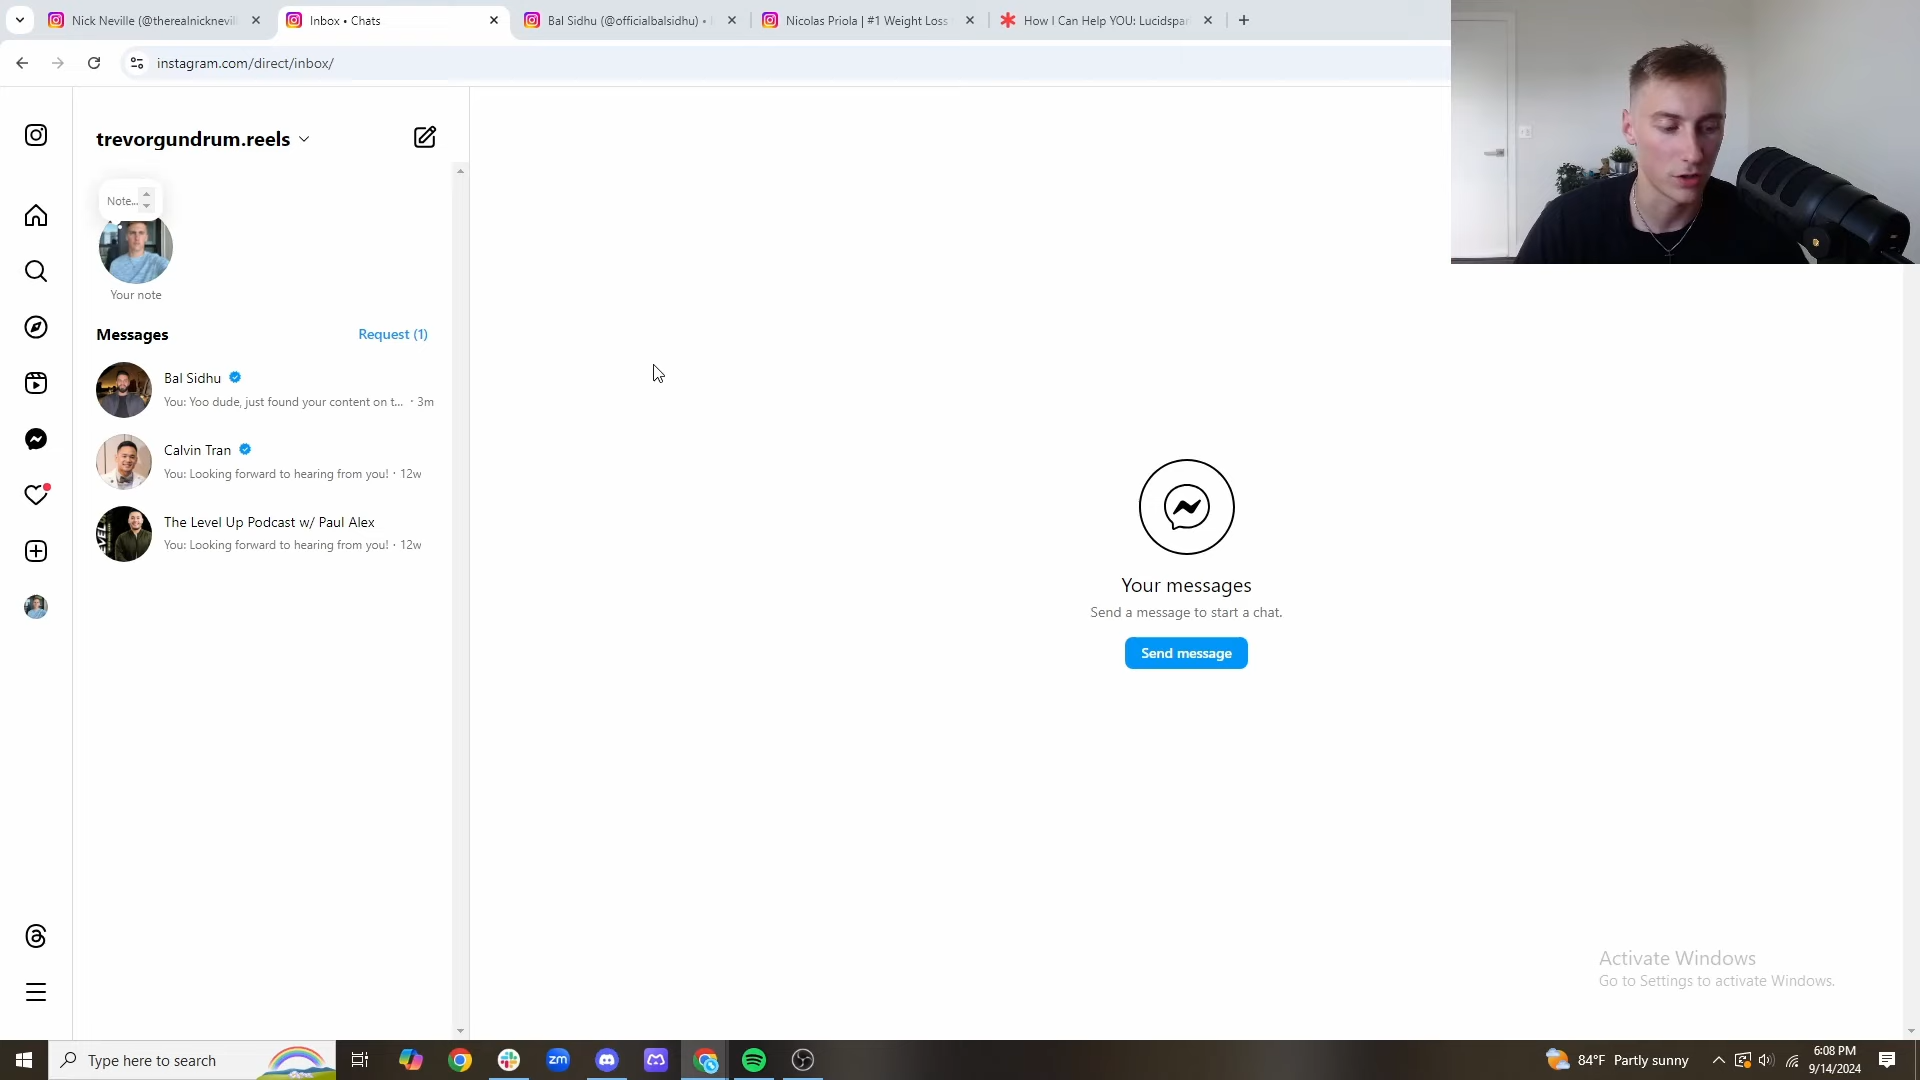 Nick Neville (@therealnicknevill
Inbox • Chats
Bal Sidhu (@officialbalsidhu) •
Nicolas Priola | #1 Weight Loss
How I Can Help YOU: Lucidspar
instagram.com/direct/inbox/
trevorgundrum.reels
Note...
Your note
Messages
Request (1)
Bal Sidhu
You: Yoo dude, just found your content on t... · 3m
Calvin Tran
You: Looking forward to hearing from you! · 12w
The Level Up Podcast w/ Paul Alex
You: Looking forward to hearing from you! · 12w
Your messages
Send a message to start a chat.
Send message
Activate Windows
Go to Settings to activate Windows.
Type here to search
zm
84°F Partly sunny
6:08 PM
9/14/2024